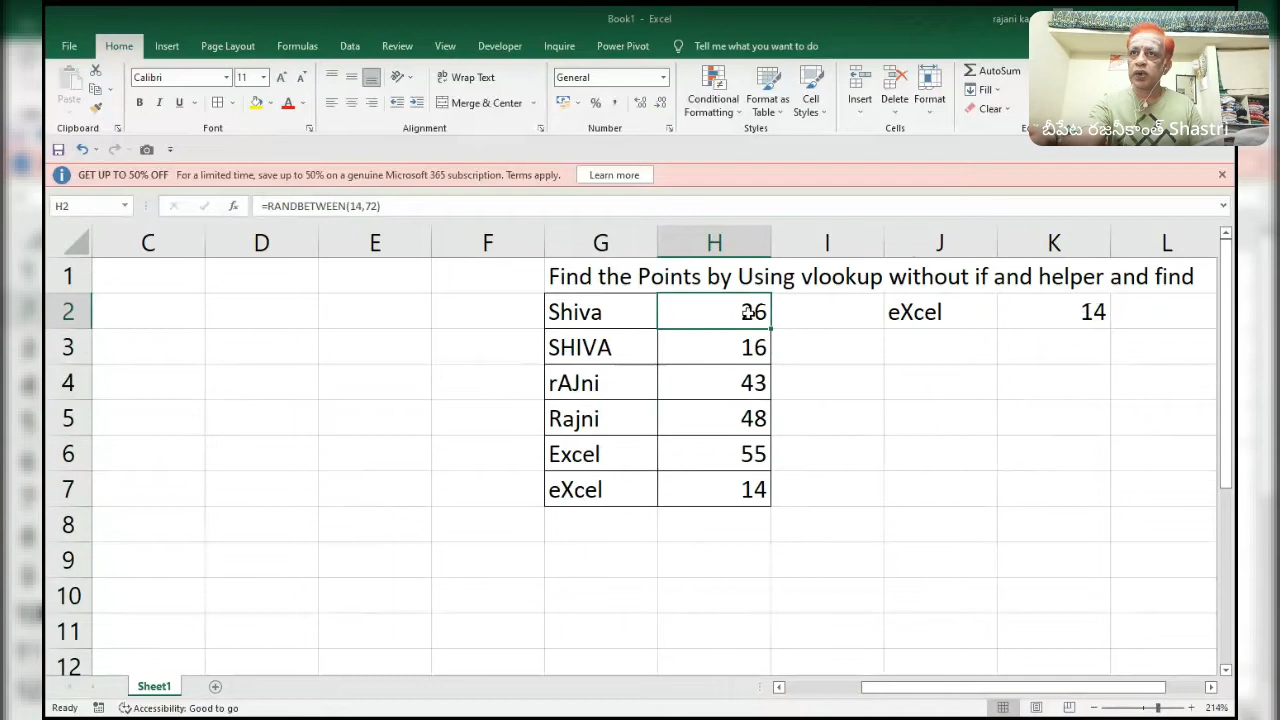 Book1 - Excel
rajani ka
File Home Insert Page Layout Formulas Data Review View Developer Inquire Power Pivot Tell me what you want to do
Paste
Clipboard
Calibri 11
B I U
Font
Wrap Text
Merge & Center
Alignment
General
Number
Conditional Formatting
Format as Table
Cell Styles
Styles
Insert Delete Format
Cells
AutoSum
Fill
Clear
బీపేట రజనీకాంత్ Shastri
GET UP TO 50% OFF For a limited time, save up to 50% on a genuine Microsoft 365 subscription. Terms apply. Learn more
H2 fx =RANDBETWEEN(14,72)
C D E F G H I J K L
1 Find the Points by Using vlookup without if and helper and find
2 Shiva 26 eXcel 14
3 SHIVA 16
4 rAJni 43
5 Rajni 48
6 Excel 55
7 eXcel 14
8
9
10
11
12
Sheet1
Ready Accessibility: Good to go 214%